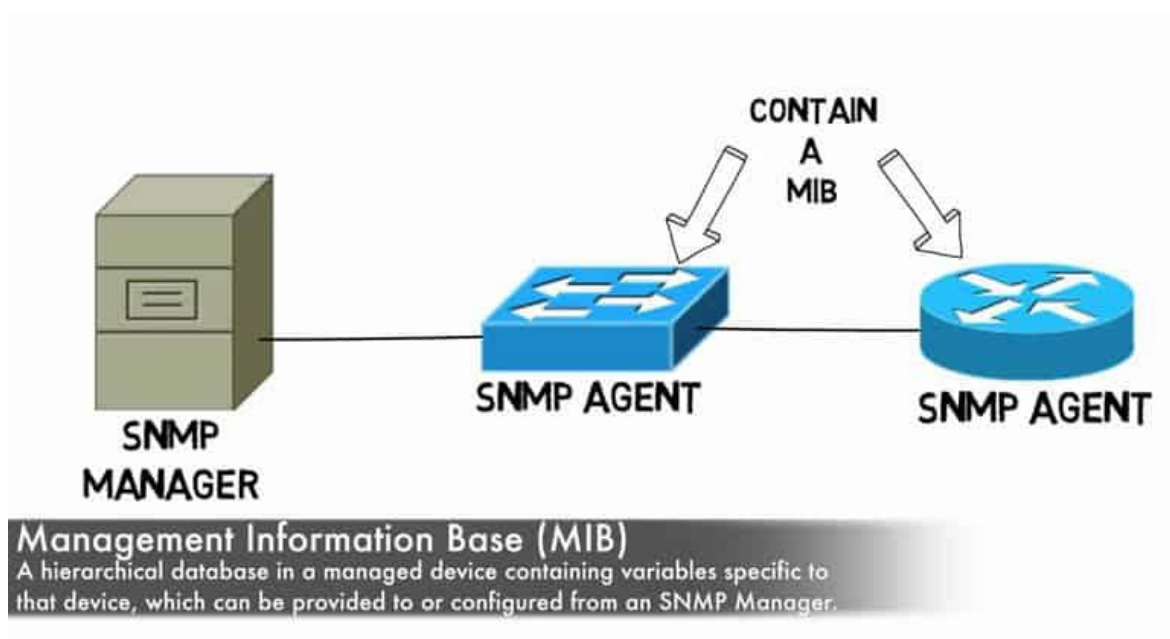 CONTAIN
A
MIB
SNMP
MANAGER
SNMP AGENT
SNMP AGENT
Management Information Base (MIB)
A hierarchical database in a managed device containing variables specific to
that device, which can be provided to or configured from an SNMP Manager.